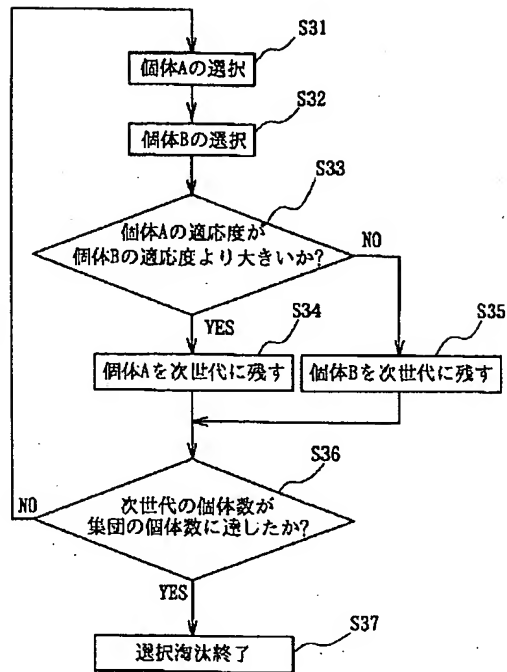 S31
個体Aの選択
S32
個体Bの選択
S33
個体Aの適応度が
個体Bの適応度より大きいか?
NO
YES
S34
S35
個体Aを次世代に残す
個体Bを次世代に残す
S36
NO
次世代の個体数が
集団の個体数に達したか?
YES
S37
選択淘汰終了